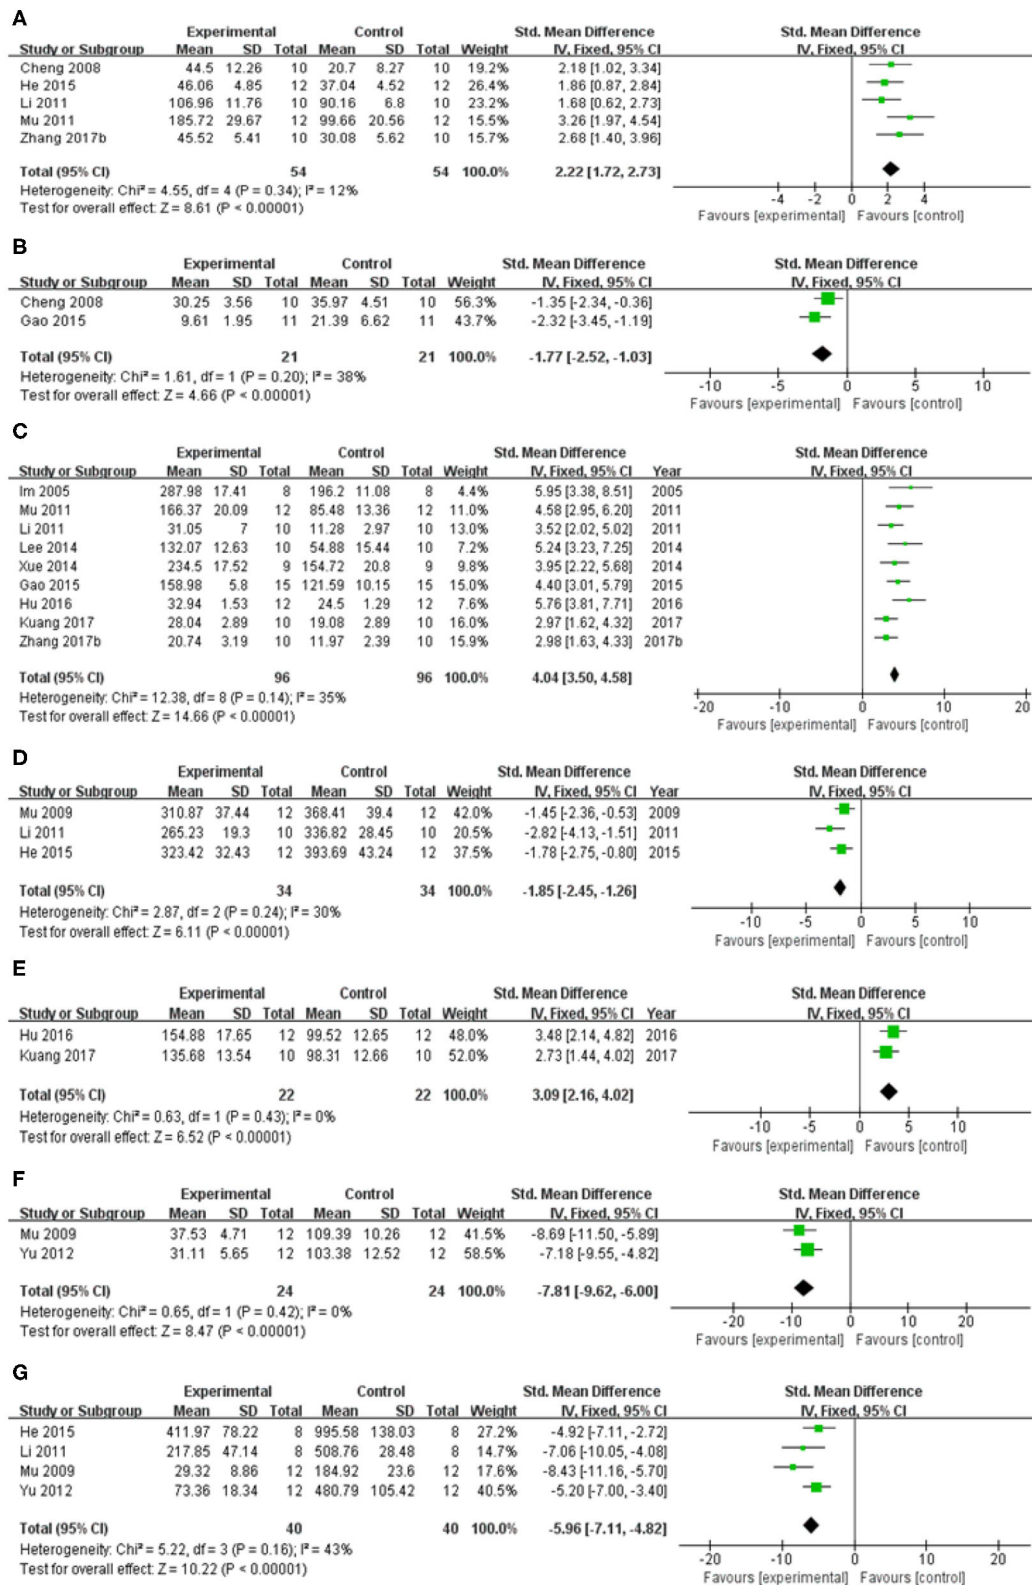 A
Experimental Control Std. Mean Difference Std. Mean Difference
Study or Subgroup Mean SD Total Mean SD Total Weight IV, Fixed, 95% CI IV, Fixed, 95% CI
Cheng 2008 44.5 12.26 10 20.7 8.27 10 19.2% 2.18 [1.02, 3.34]
He 2015 46.06 4.85 12 37.04 4.52 12 26.4% 1.86 [0.87, 2.84]
Li 2011 106.96 11.76 10 90.16 6.8 10 23.2% 1.68 [0.62, 2.73]
Mu 2011 185.72 29.67 12 99.66 20.56 12 15.5% 3.26 [1.97, 4.54]
Zhang 2017b 45.52 5.41 10 30.08 5.62 10 15.7% 2.68 [1.40, 3.96]
Total (95% CI) 54 54 100.0% 2.22 [1.72, 2.73]
Heterogeneity: Chi² = 4.55, df = 4 (P = 0.34); I² = 12%
Test for overall effect: Z = 8.61 (P < 0.00001)
-4 -2 0 2 4
Favours [experimental] Favours [control]
B
Experimental Control Std. Mean Difference Std. Mean Difference
Study or Subgroup Mean SD Total Mean SD Total Weight IV, Fixed, 95% CI IV, Fixed, 95% CI
Cheng 2008 30.25 3.56 10 35.97 4.51 10 56.3% -1.35 [-2.34, -0.36]
Gao 2015 9.61 1.95 11 21.39 6.62 11 43.7% -2.32 [-3.45, -1.19]
Total (95% CI) 21 21 100.0% -1.77 [-2.52, -1.03]
Heterogeneity: Chi² = 1.61, df = 1 (P = 0.20); I² = 38%
Test for overall effect: Z = 4.66 (P < 0.00001)
-10 -5 0 5 10
Favours [experimental] Favours [control]
C
Experimental Control Std. Mean Difference Std. Mean Difference
Study or Subgroup Mean SD Total Mean SD Total Weight IV, Fixed, 95% CI Year IV, Fixed, 95% CI
Im 2005 287.98 17.41 8 196.2 11.08 8 4.4% 5.95 [3.38, 8.51] 2005
Mu 2011 166.37 20.09 12 85.48 13.36 12 11.0% 4.58 [2.95, 6.20] 2011
Li 2011 31.05 7 10 11.28 2.97 10 13.0% 3.52 [2.02, 5.02] 2011
Lee 2014 132.07 12.63 10 54.88 15.44 10 7.2% 5.24 [3.23, 7.25] 2014
Xue 2014 234.5 17.52 9 154.72 20.8 9 9.8% 3.95 [2.22, 5.68] 2014
Gao 2015 158.98 5.8 15 121.59 10.15 15 15.0% 4.40 [3.01, 5.79] 2015
Hu 2016 32.94 1.53 12 24.5 1.29 12 7.6% 5.76 [3.81, 7.71] 2016
Kuang 2017 28.04 2.89 10 19.08 2.89 10 16.0% 2.97 [1.62, 4.32] 2017
Zhang 2017b 20.74 3.19 10 11.97 2.39 10 15.9% 2.98 [1.63, 4.33] 2017b
Total (95% CI) 96 96 100.0% 4.04 [3.50, 4.58]
Heterogeneity: Chi² = 12.38, df = 8 (P = 0.14); I² = 35%
Test for overall effect: Z = 14.66 (P < 0.00001)
-20 -10 0 10 20
Favours [experimental] Favours [control]
D
Experimental Control Std. Mean Difference Std. Mean Difference
Study or Subgroup Mean SD Total Mean SD Total Weight IV, Fixed, 95% CI Year IV, Fixed, 95% CI
Mu 2009 310.87 37.44 12 368.41 39.4 12 42.0% -1.45 [-2.36, -0.53] 2009
Li 2011 265.23 19.3 10 336.82 28.45 10 20.5% -2.82 [-4.13, -1.51] 2011
He 2015 323.42 32.43 12 393.69 43.24 12 37.5% -1.78 [-2.75, -0.80] 2015
Total (95% CI) 34 34 100.0% -1.85 [-2.45, -1.26]
Heterogeneity: Chi² = 2.87, df = 2 (P = 0.24); I² = 30%
Test for overall effect: Z = 6.11 (P < 0.00001)
-10 -5 0 5 10
Favours [experimental] Favours [control]
E
Experimental Control Std. Mean Difference Std. Mean Difference
Study or Subgroup Mean SD Total Mean SD Total Weight IV, Fixed, 95% CI Year IV, Fixed, 95% CI
Hu 2016 154.88 17.65 12 99.52 12.65 12 48.0% 3.48 [2.14, 4.82] 2016
Kuang 2017 135.68 13.54 10 98.31 12.66 10 52.0% 2.73 [1.44, 4.02] 2017
Total (95% CI) 22 22 100.0% 3.09 [2.16, 4.02]
Heterogeneity: Chi² = 0.63, df = 1 (P = 0.43); I² = 0%
Test for overall effect: Z = 6.52 (P < 0.00001)
-10 -5 0 5 10
Favours [experimental] Favours [control]
F
Experimental Control Std. Mean Difference Std. Mean Difference
Study or Subgroup Mean SD Total Mean SD Total Weight IV, Fixed, 95% CI IV, Fixed, 95% CI
Mu 2009 37.53 4.71 12 109.39 10.26 12 41.5% -8.69 [-11.50, -5.89]
Yu 2012 31.11 5.65 12 103.38 12.52 12 58.5% -7.18 [-9.55, -4.82]
Total (95% CI) 24 24 100.0% -7.81 [-9.62, -6.00]
Heterogeneity: Chi² = 0.65, df = 1 (P = 0.42); I² = 0%
Test for overall effect: Z = 8.47 (P < 0.00001)
-20 -10 0 10 20
Favours [experimental] Favours [control]
G
Experimental Control Std. Mean Difference Std. Mean Difference
Study or Subgroup Mean SD Total Mean SD Total Weight IV, Fixed, 95% CI IV, Fixed, 95% CI
He 2015 411.97 78.22 8 995.58 138.03 8 27.2% -4.92 [-7.11, -2.72]
Li 2011 217.85 47.14 8 508.76 28.48 8 14.7% -7.06 [-10.05, -4.08]
Mu 2009 29.32 8.86 12 184.92 23.6 12 17.6% -8.43 [-11.16, -5.70]
Yu 2012 73.36 18.34 12 480.79 105.42 12 40.5% -5.20 [-7.00, -3.40]
Total (95% CI) 40 40 100.0% -5.96 [-7.11, -4.82]
Heterogeneity: Chi² = 5.22, df = 3 (P = 0.16); I² = 43%
Test for overall effect: Z = 10.22 (P < 0.00001)
-20 -10 0 10 20
Favours [experimental] Favours [control]